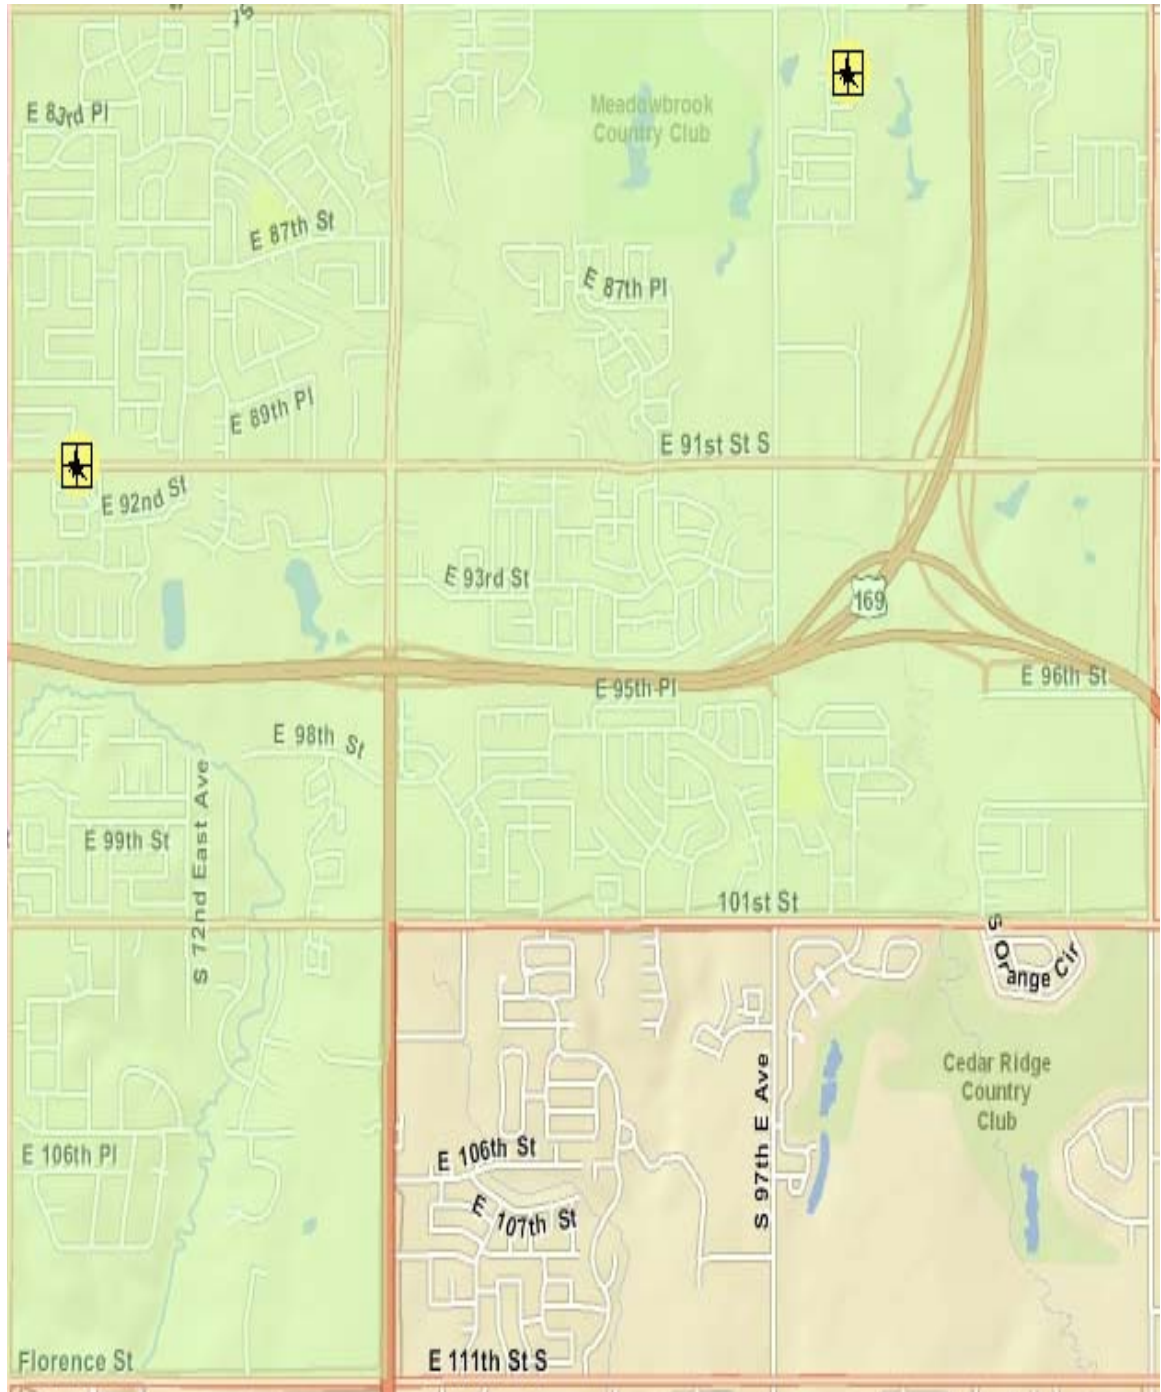 E 83rd Pl
Meadowbrook
Country Club
E 87th St
E 87th Pl
E 89th Pl
E 91st St S
E 92nd St
E 93rd St
169
E 95th Pl
E 96th St
E 98th St
S 72nd East Ave
E 99th St
101st St
S Orange Cir
Cedar Ridge
Country
Club
S 97th E Ave
E 106th St
E 106th Pl
E 107th St
Florence St
E 111th St S